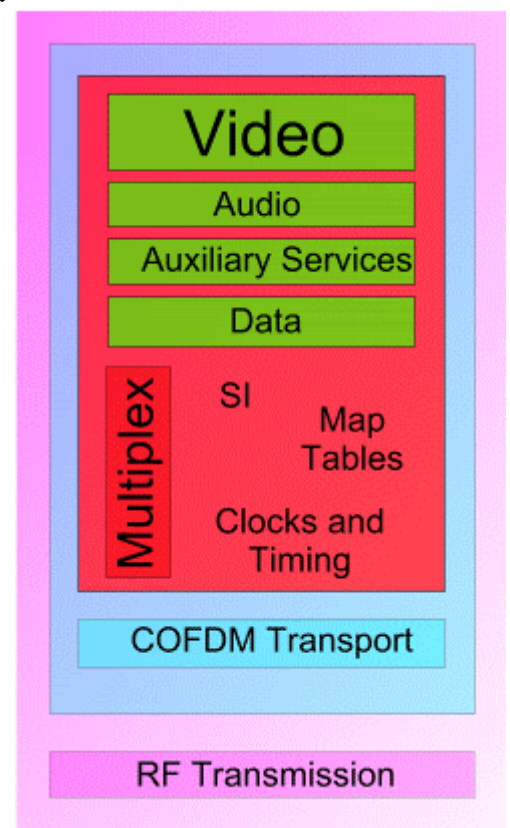 Video
Audio
Auxiliary Services
Data
Multiplex
SI
Map
Tables
Clocks and
Timing
COFDM Transport
RF Transmission